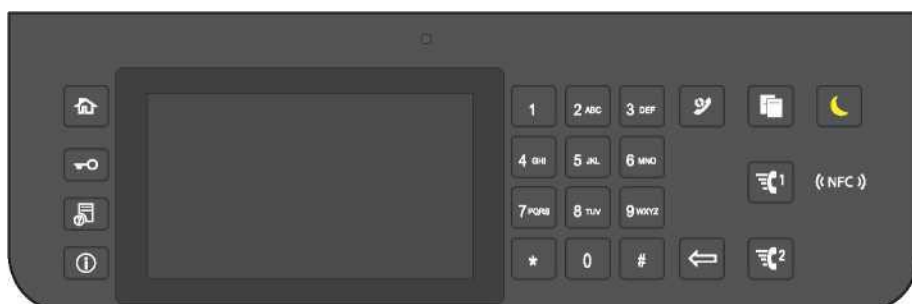 1 2 ABC 3 DEF
4 GHI 5 JKL 6 MNO
1 (( NFC ))
7 PQRS 8 TUV 9 WXYZ
* 0 # 2